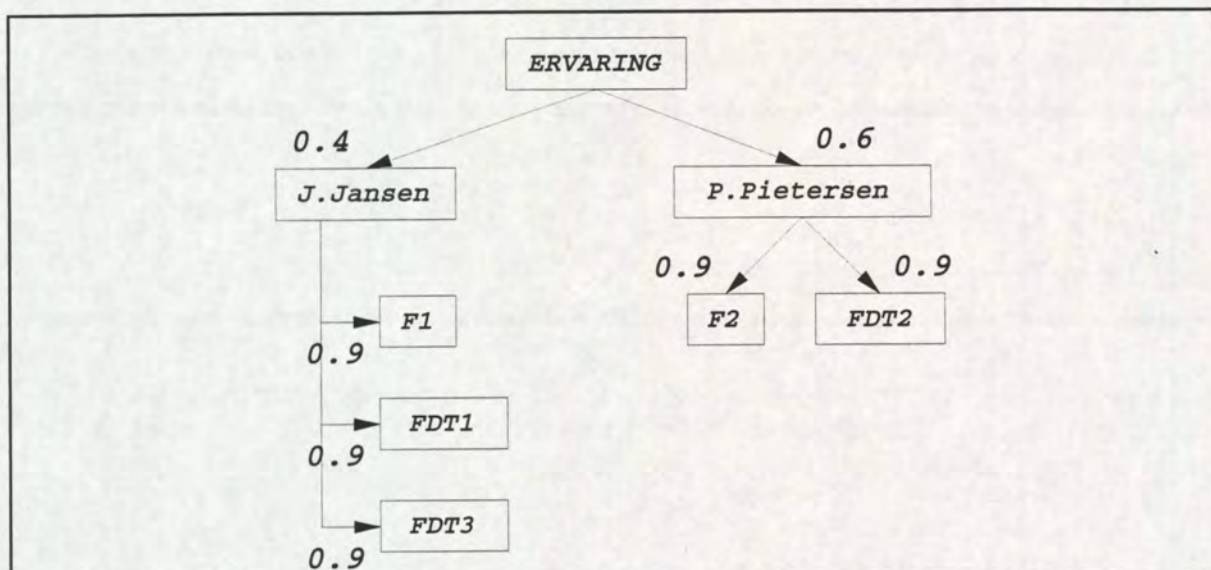 ERVARING
0.4 0.6
J.Jansen P.Pietersen
0.9 0.9
F1 F2 FDT2
0.9
FDT1
0.9
FDT3
0.9